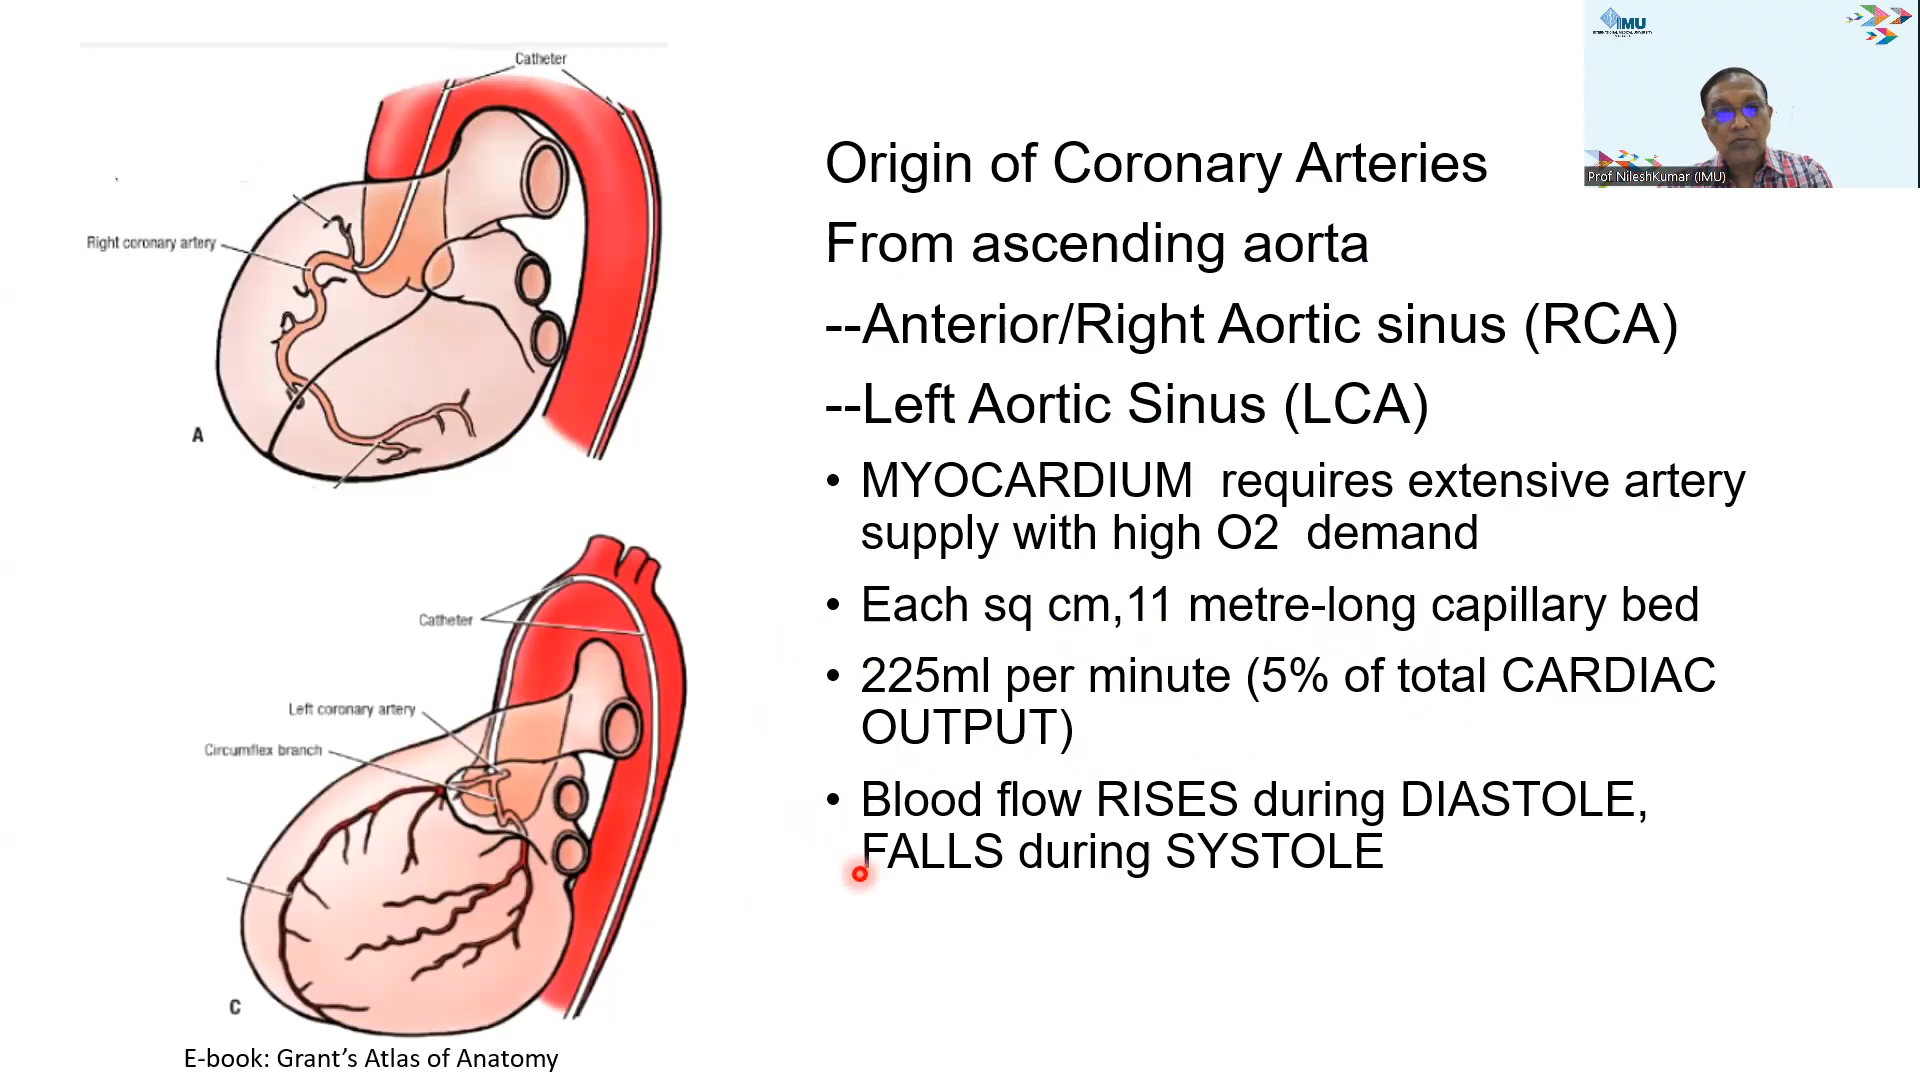 Catheter
Right coronary artery
A
Catheter
Left coronary artery
Circumflex branch
C
E-book: Grant’s Atlas of Anatomy
Origin of Coronary Arteries
From ascending aorta
--Anterior/Right Aortic sinus (RCA)
--Left Aortic Sinus (LCA)
• MYOCARDIUM  requires extensive artery
supply with high O2  demand
• Each sq cm,11 metre-long capillary bed
• 225ml per minute (5% of total CARDIAC
OUTPUT)
• Blood flow RISES during DIASTOLE,
FALLS during SYSTOLE
IMU
INTERNATIONAL MEDICAL UNIVERSITY
Prof NileshKumar (IMU)